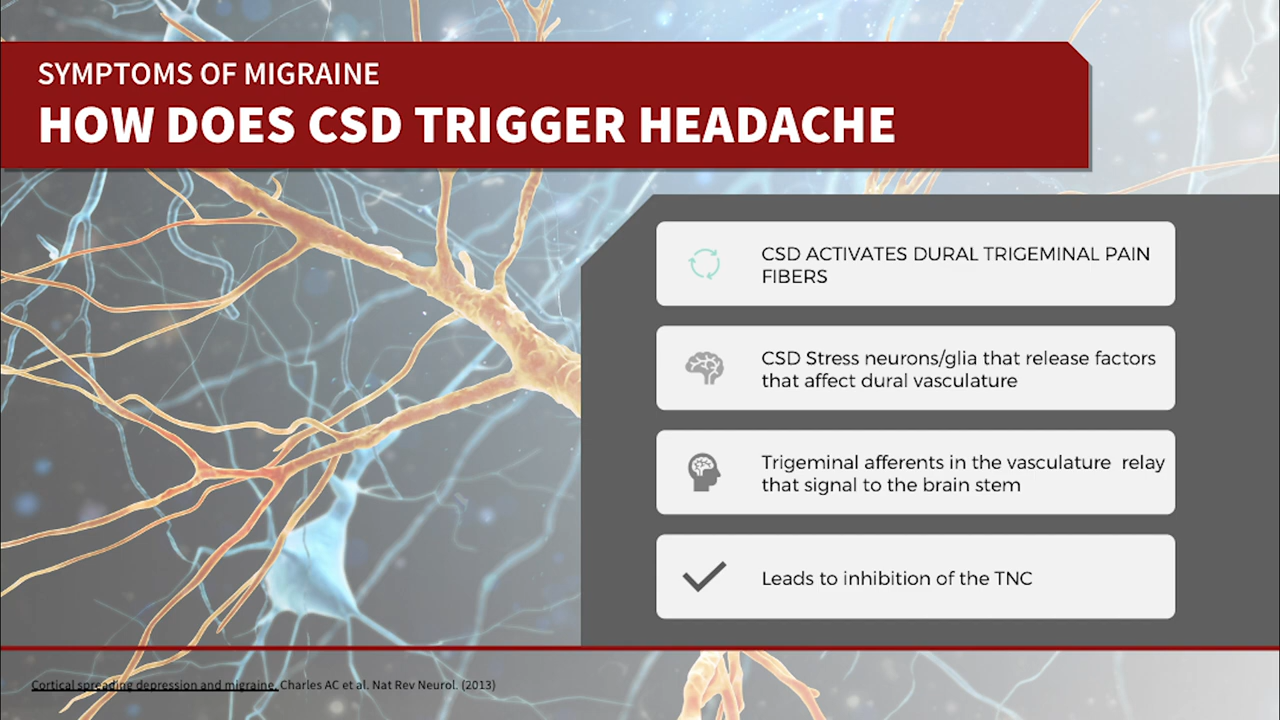 SYMPTOMS OF MIGRAINE
HOW DOES CSD TRIGGER HEADACHE
CSD ACTIVATES DURAL TRIGEMINAL PAIN
FIBERS
CSD Stress neurons/glia that release factors
that affect dural vasculature
Trigeminal afferents in the vasculature  relay
that signal to the brain stem
Leads to inhibition of the TNC
Cortical spreading depression and migraine. Charles AC et al. Nat Rev Neurol. (2013)